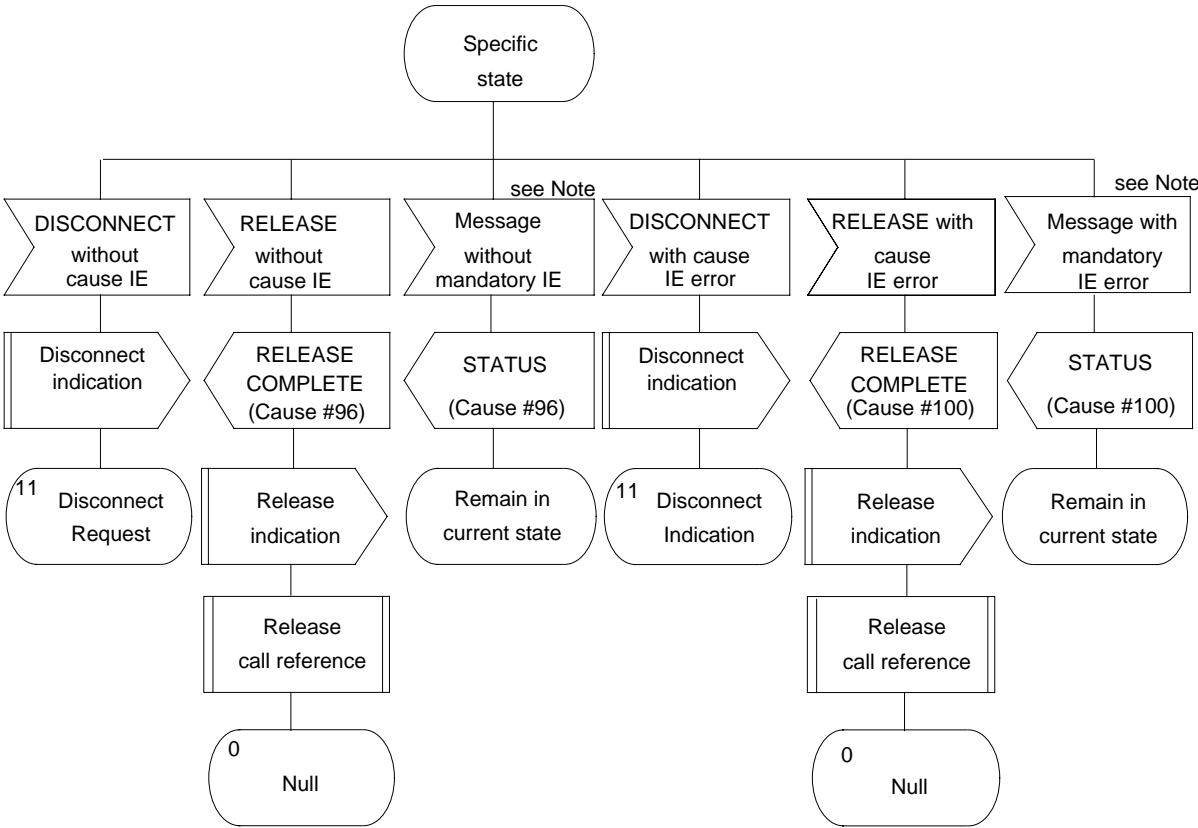 Specific
state
see Note
see Note
DISCONNECT
without
cause IE
RELEASE
without
cause IE
Message
without
mandatory IE
DISCONNECT
with cause
IE error
RELEASE with
cause
IE error
Message with
mandatory
IE error
Disconnect
indication
RELEASE
COMPLETE
(Cause #96)
STATUS
(Cause #96)
Disconnect
indication
RELEASE
COMPLETE
(Cause #100)
STATUS
(Cause #100)
11
Disconnect
Request
Release
indication
Remain in
current state
11
Disconnect
Indication
Release
indication
Remain in
current state
Release
call reference
Release
call reference
0
Null
0
Null